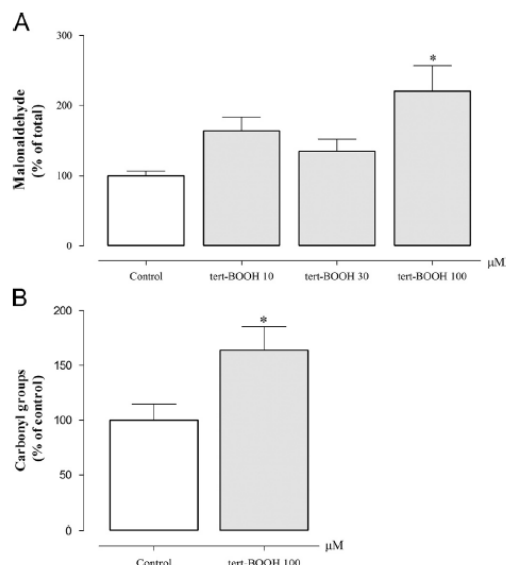 A
Malonaldehyde
(% of total)
300
200
100
0
*
Control
tert-BOOH 10
tert-BOOH 30
tert-BOOH 100
μM
B
Carbonyl groups
(% of control)
200
150
100
50
0
*
Control
tert-BOOH 100
μM